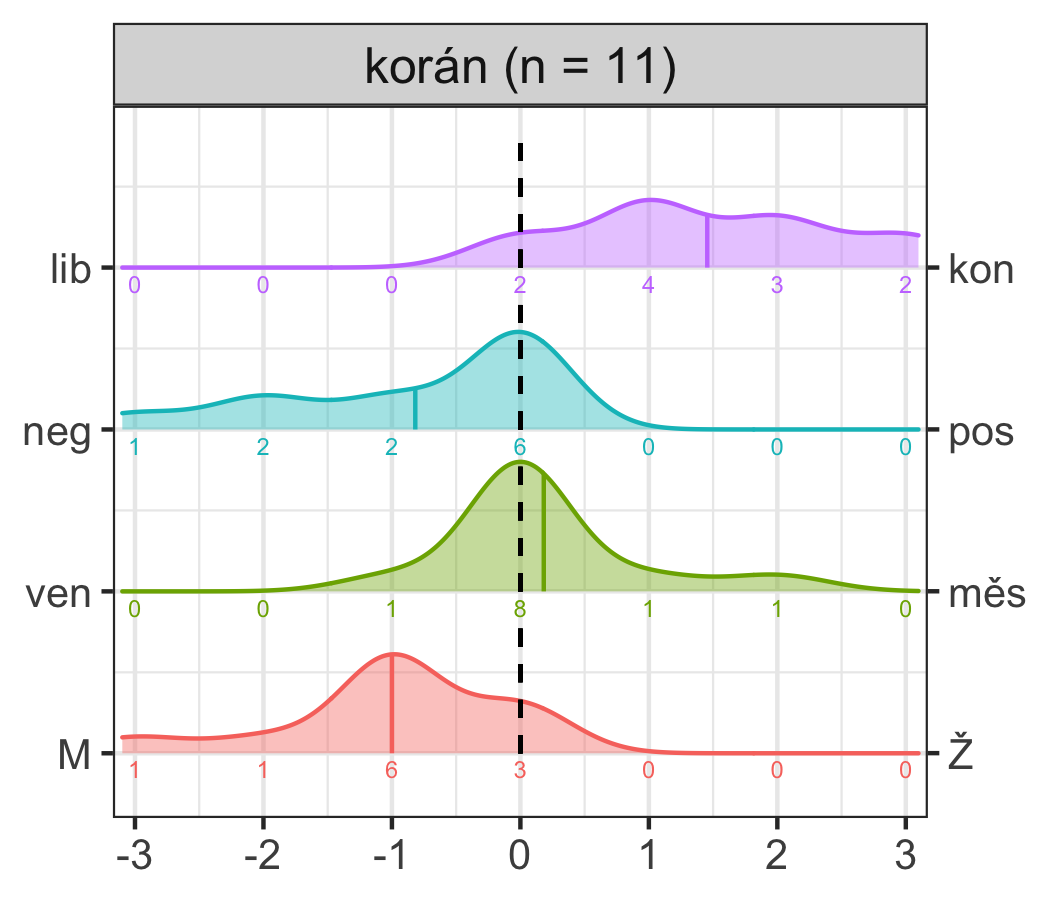 korán (n = 11)
lib kon
0 0 0 2 4 3 2
neg pos
1 2 2 6 0 0 0
ven měs
0 0 1 8 1 1 0
M Ž
1 1 6 3 0 0 0
-3 -2 -1 0 1 2 3